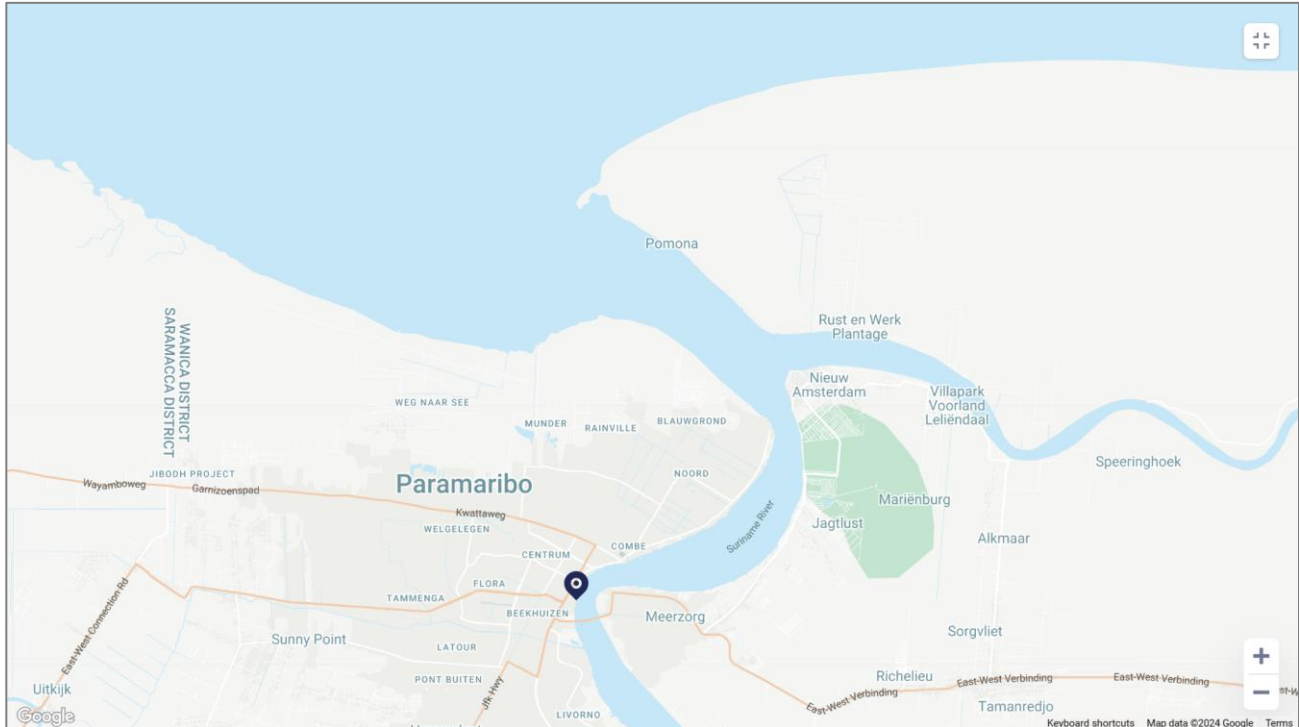 Pomona
Rust en Werk
Plantage
WANICA DISTRICT
SARAMACCA DISTRICT
Nieuw
Amsterdam
Villapark
Voorland
Leliëndaal
WEG NAAR SEE
MUNDER
RAINVILLE
BLAUWGROND
JIBODH PROJECT
NOORD
Speeringhoek
Wayamboweg
Garnizoenspad
Paramaribo
Mariënburg
Kwattaweg
WELGELEGEN
Suriname River
Jagtlust
Alkmaar
CENTRUM
COMBE
FLORA
TAMMENGA
BEEKHUIZEN
Meerzorg
East-West Connection Rd
Sunny Point
LATOUR
Sorgvliet
PONT BUITEN
Jfk Hwy
Richelieu
East-West Verbinding
East-West Verbinding
East-West Verbinding
Uitkijk
LIVORNO
Tamanredjo
Google
Keyboard shortcuts Map data ©2024 Google Terms